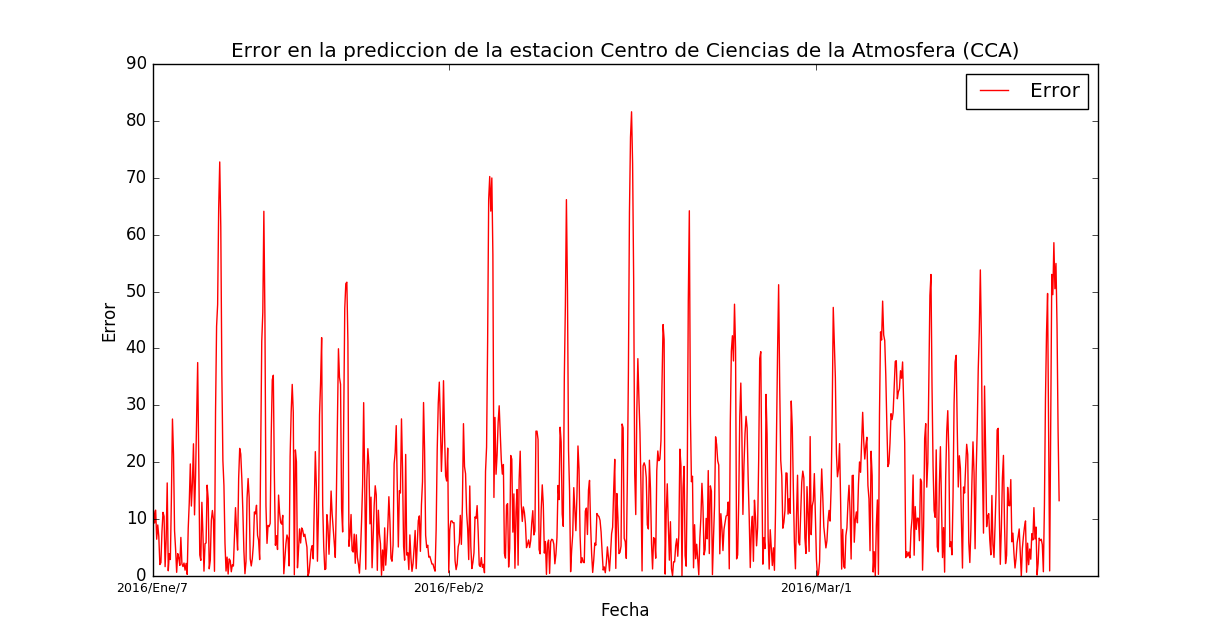 Error en la prediccion de la estacion Centro de Ciencias de la Atmosfera (CCA)
90
80
70
60
50
40
30
20
10
0
Error
Error
2016/Ene/7 2016/Feb/2 2016/Mar/1
Fecha